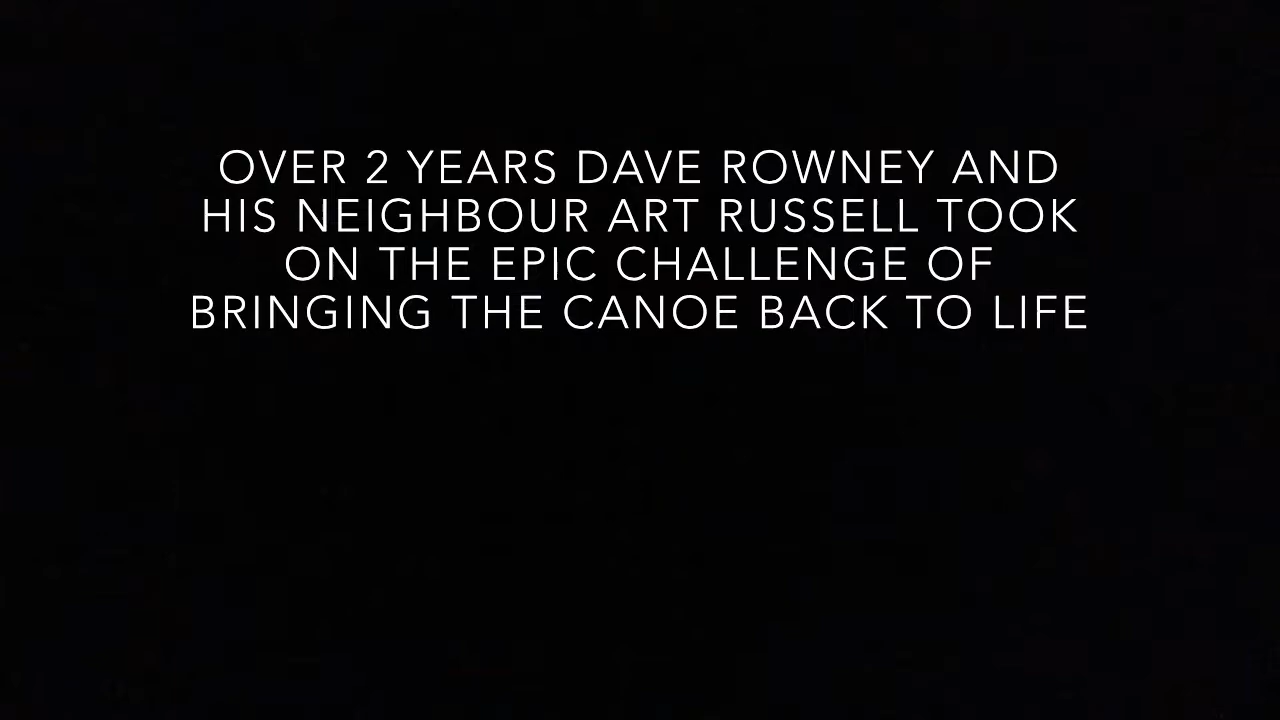 OVER 2 YEARS DAVE ROWNEY AND
HIS NEIGHBOUR ART RUSSELL TOOK
ON THE EPIC CHALLENGE OF
BRINGING THE CANOE BACK TO LIFE